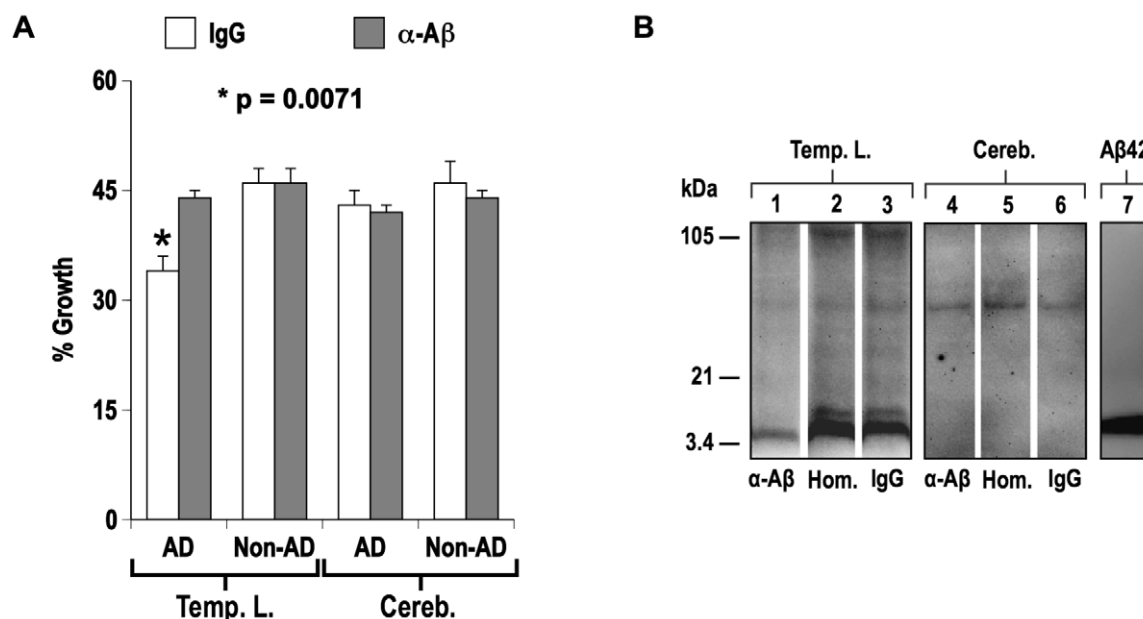 A
IgG α-Aβ
60
* p = 0.0071
45
*
30
15
0
% Growth
AD Non-AD AD Non-AD
Temp. L. Cereb.
B
Temp. L. Cereb. Aβ42
kDa
1 2 3 4 5 6 7
105
21
3.4
α-Aβ Hom. IgG α-Aβ Hom. IgG